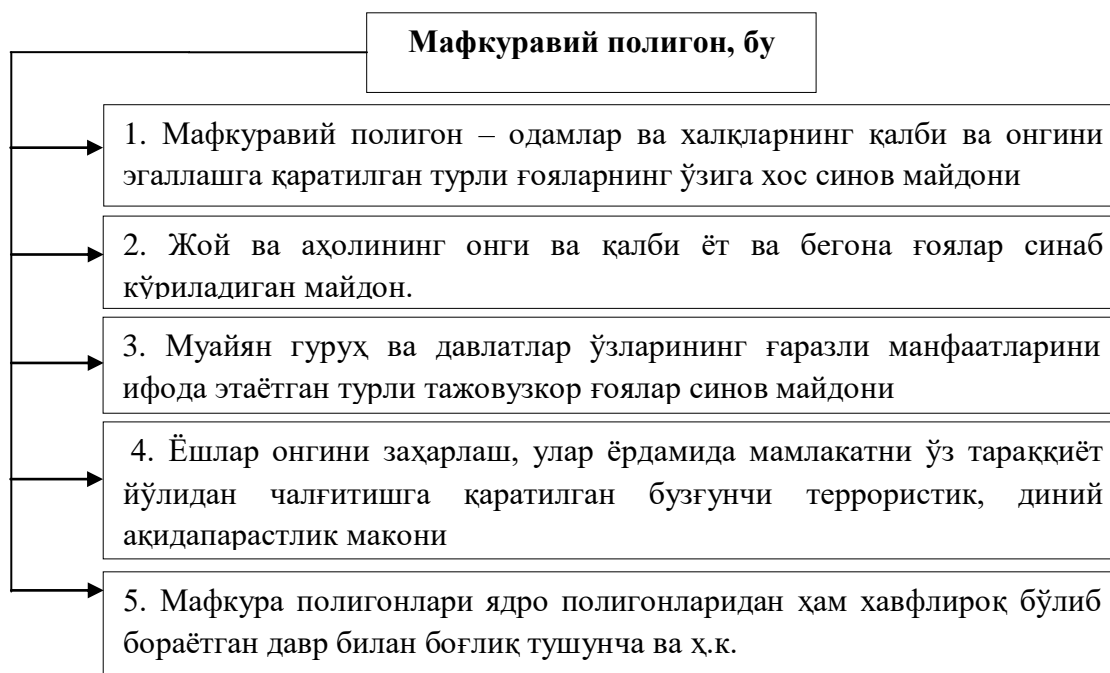 Мафкуравий полигон, бу
1. Мафкуравий полигон – одамлар ва халқларнинг қалби ва онгини
эгаллашга қаратилган турли ғояларнинг ўзига хос синов майдони
2. Жой ва аҳолининг онги ва қалби ёт ва бегона ғоялар синаб
кўриладиган майдон.
3. Муайян гуруҳ ва давлатлар ўзларининг ғаразли манфаатларини
ифода этаётган турли тажовузкор ғоялар синов майдони
4. Ёшлар онгини заҳарлаш, улар ёрдамида мамлакатни ўз тараққиёт
йўлидан чалғитишга қаратилган бузғунчи террористик, диний
ақидапарастлик макони
5. Мафкура полигонлари ядро полигонларидан ҳам хавфлироқ бўлиб
бораётган давр билан боғлиқ тушунча ва ҳ.к.